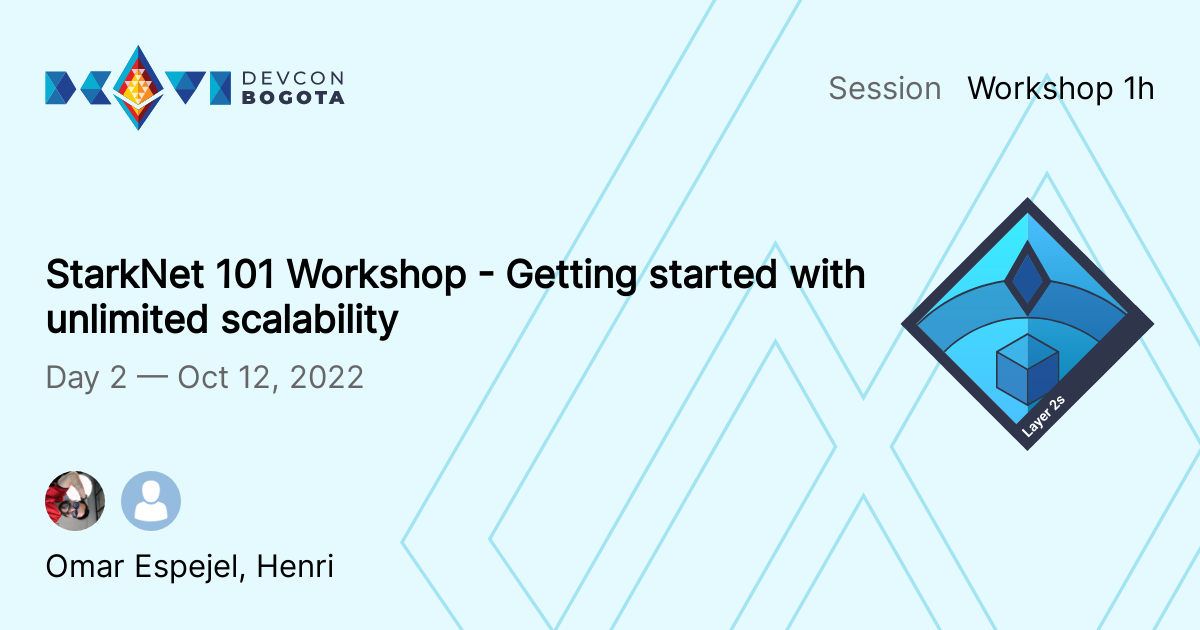 DEVCON
BOGOTA
Session Workshop 1h
StarkNet 101 Workshop - Getting started with
unlimited scalability
Day 2 — Oct 12, 2022
Layer 2s
Omar Espejel, Henri